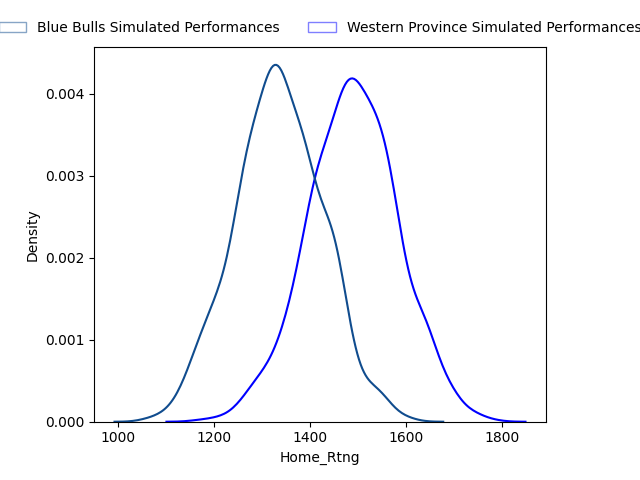 Blue Bulls Simulated Performances Western Province Simulated Performances
0.004
0.003
0.002
0.001
0.000
Density
1000 1200 1400 1600 1800
Home_Rtng